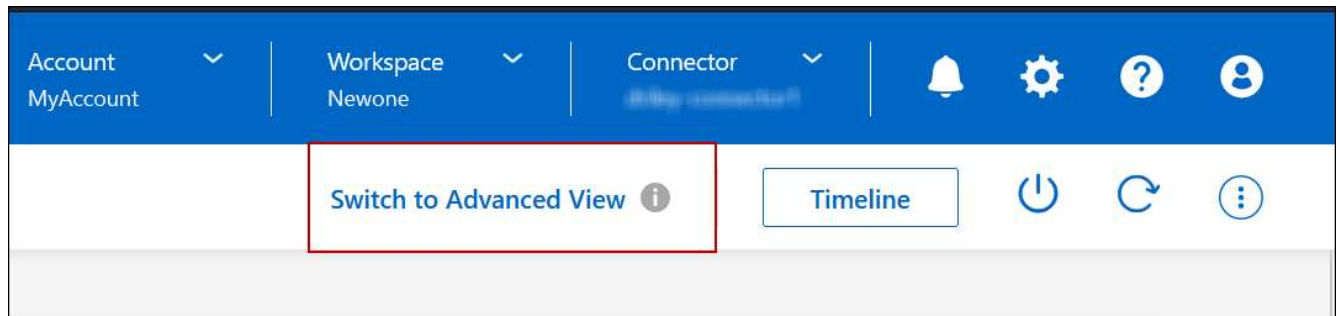 Account
MyAccount
Workspace
Newone
Connector
Switch to Advanced View
Timeline